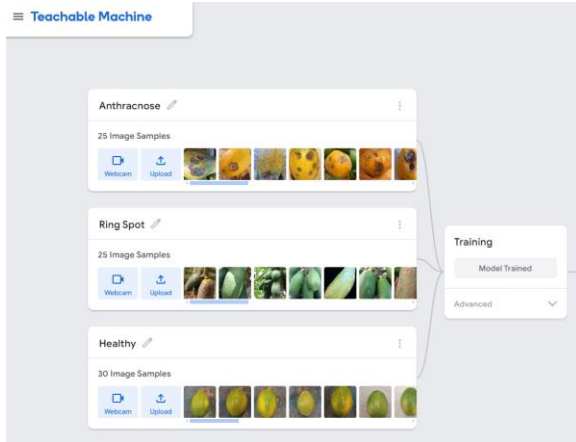 Teachable Machine
Anthracnose
25 Image Samples
Webcam
Upload
Ring Spot
25 Image Samples
Webcam
Upload
Healthy
30 Image Samples
Webcam
Upload
Training
Model Trained
Advanced